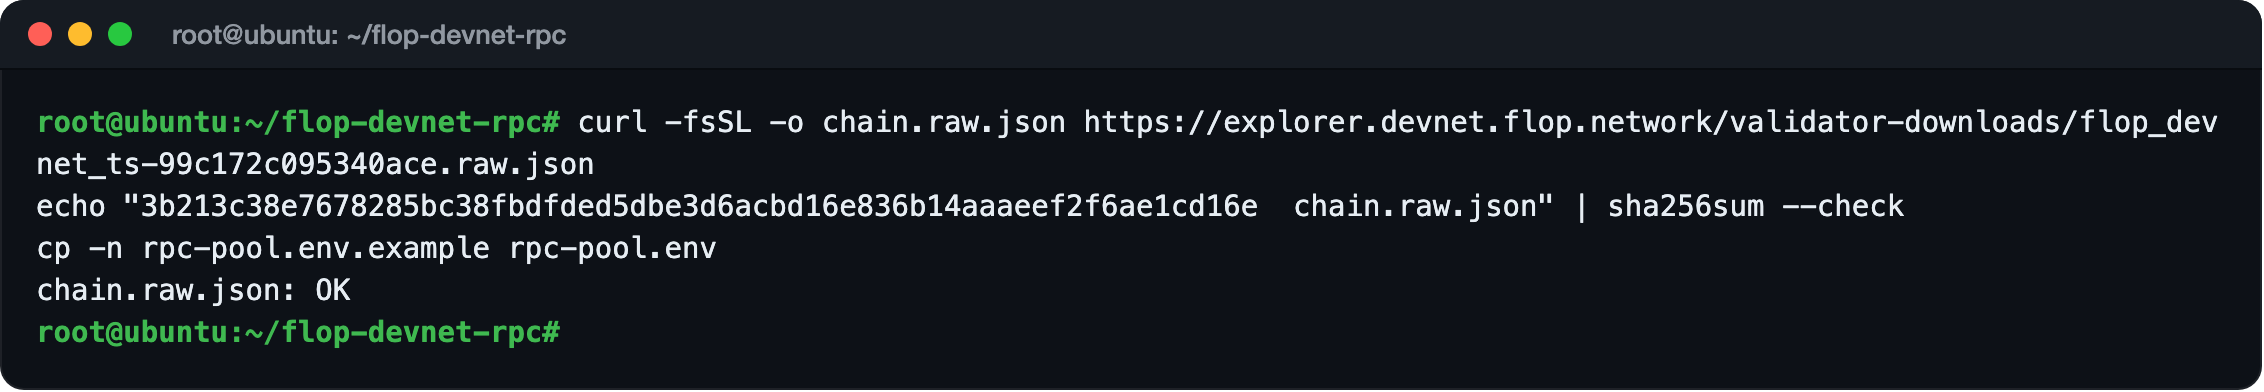 root@ubuntu: ~/flop-devnet-rpc
root@ubuntu:~/flop-devnet-rpc# curl -fsSL -o chain.raw.json https://explorer.devnet.flop.network/validator-downloads/flop_dev
net_ts-99c172c095340ace.raw.json
echo "3b213c38e7678285bc38fbdfded5dbe3d6acbd16e836b14aaaeef2f6ae1cd16e  chain.raw.json" | sha256sum --check
cp -n rpc-pool.env.example rpc-pool.env
chain.raw.json: OK
root@ubuntu:~/flop-devnet-rpc#